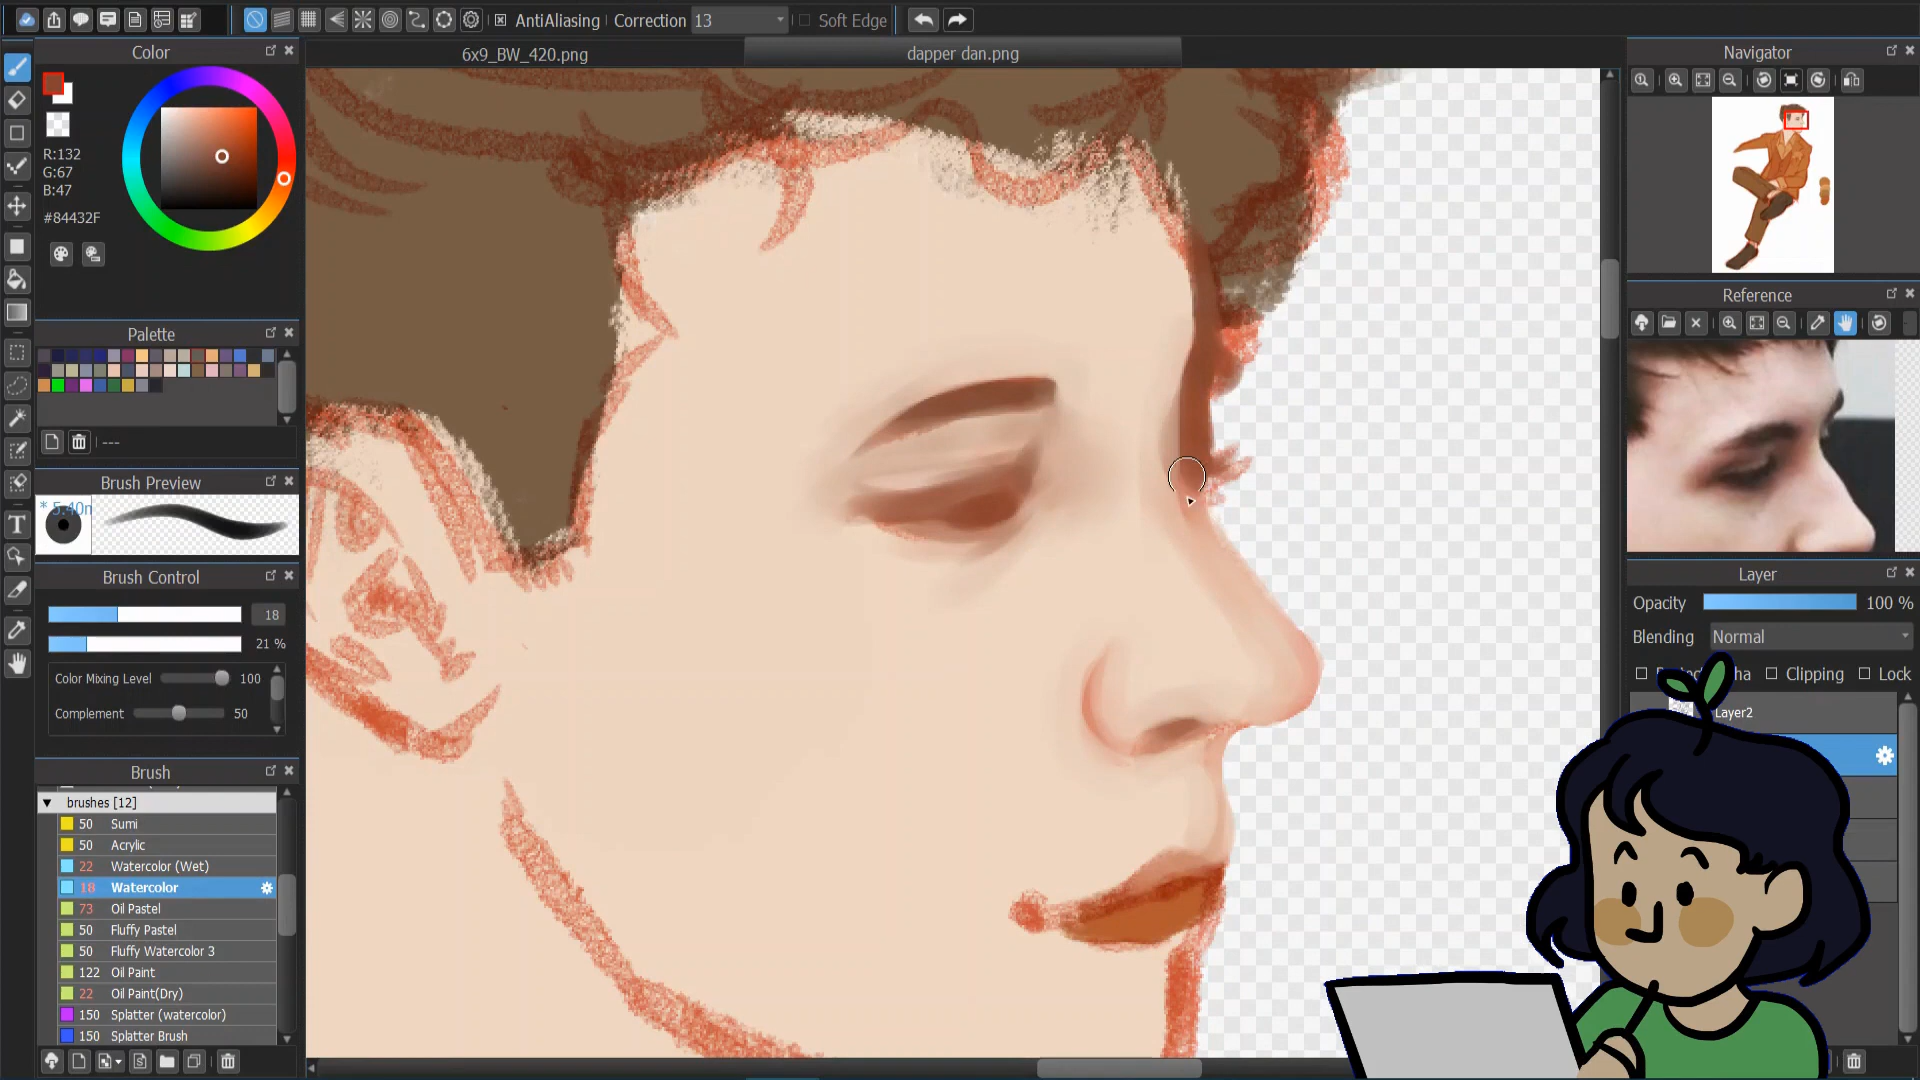 AntiAliasing Correction 13 Soft Edge
Color
6x9_BW_420.png
dapper dan.png
Navigator
R:132
G:67
B:47
#84432F
Palette
---
Reference
Brush Preview
Brush Control
18
21 %
Color Mixing Level 100
Complement 50
Layer
Opacity 100 %
Blending Normal
Clipping Lock
Layer2
Brush
brushes [12]
50 Sumi
50 Acrylic
22 Watercolor (Wet)
18 Watercolor
73 Oil Pastel
50 Fluffy Pastel
50 Fluffy Watercolor 3
122 Oil Paint
22 Oil Paint(Dry)
150 Splatter (watercolor)
150 Splatter Brush
T